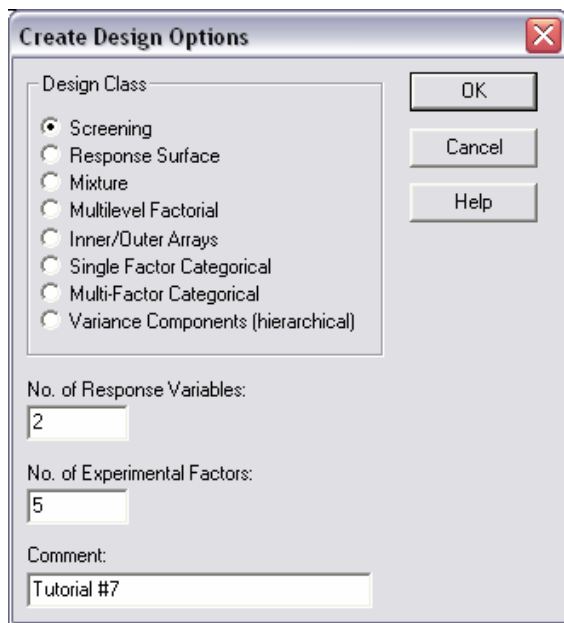 Create Design Options
Design Class
Screening
Response Surface
Mixture
Multilevel Factorial
Inner/Outer Arrays
Single Factor Categorical
Multi-Factor Categorical
Variance Components (hierarchical)
OK
Cancel
Help
No. of Response Variables:
2
No. of Experimental Factors:
5
Comment:
Tutorial #7